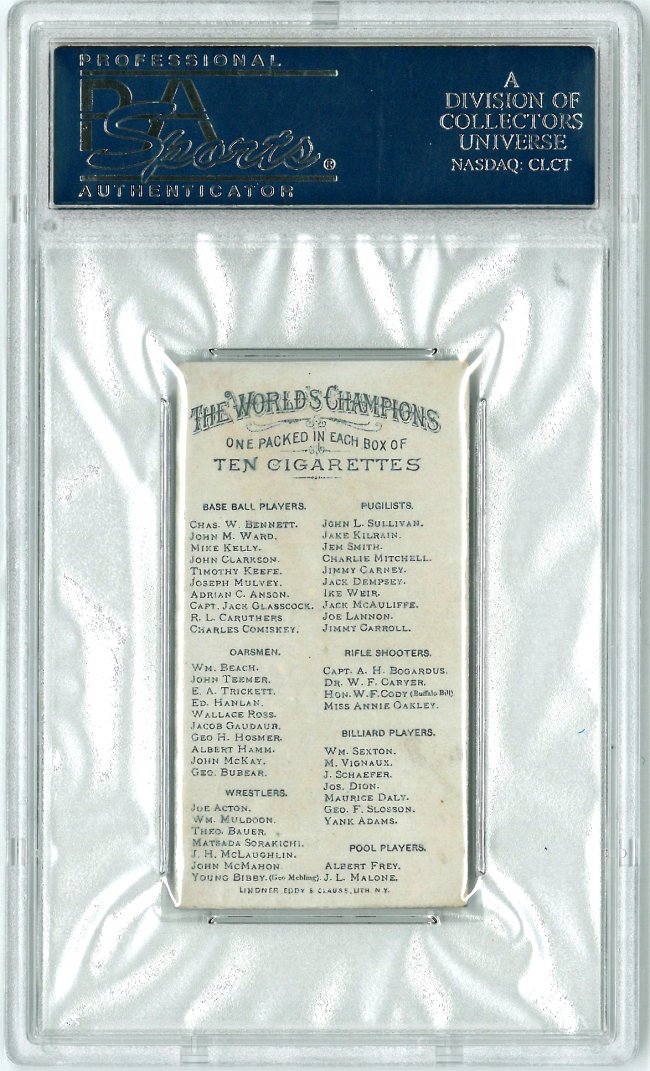 PROFESSIONAL
PSA
Sports®
AUTHENTICATOR
A
DIVISION OF
COLLECTORS
UNIVERSE
NASDAQ: CLCT
THE WORLD'S CHAMPIONS
ONE PACKED IN EACH BOX OF
TEN CIGARETTES
BASE BALL PLAYERS.
CHAS. W. BENNETT.
JOHN M. WARD.
MIKE KELLY.
JOHN CLARKSON.
TIMOTHY KEEFE.
JOSEPH MULVEY.
ADRIAN C. ANSON.
CAPT. JACK GLASSCOCK.
R. L. CARUTHERS.
CHARLES COMISKEY.
OARSMEN.
WM. BEACH.
JOHN TEEMER.
E. A. TRICKETT.
ED. HANLAN.
WALLACE ROSS.
JACOB GAUDAUR.
GEO H. HOSMER.
ALBERT HAMM.
JOHN MCKAY.
GEO. BUBEAR.
WRESTLERS.
JOE ACTON.
WM. MULDOON.
THEO. BAUER.
MATSADA SORAKICHI.
J. H. MCLAUGHLIN.
JOHN MCMAHON
YOUNG BIBBY. (Geo Mehling).
PUGILISTS.
JOHN L. SULLIVAN.
JAKE KILRAIN.
JEM SMITH.
CHARLIE MITCHELL.
JIMMY CARNEY.
JACK DEMPSEY.
IKE WEIR.
JACK MCAULIFFE.
JOE LANNON.
JIMMY CARROLL.
RIFLE SHOOTERS.
CAPT. A. H. BOGARDUS.
DR. W. F. CARVER.
HON. W. F. CODY (Buffalo Bill)
MISS ANNIE OAKLEY.
BILLIARD PLAYERS.
WM. SEXTON.
M. VIGNAUX.
J. SCHAEFER.
JOS. DION.
MAURICE DALY.
GEO. F. SLOSSON.
YANK ADAMS.
POOL PLAYERS.
ALBERT FREY.
J. L. MALONE.
LINDNER, EDDY & CLAUSS, LITH. N.Y.